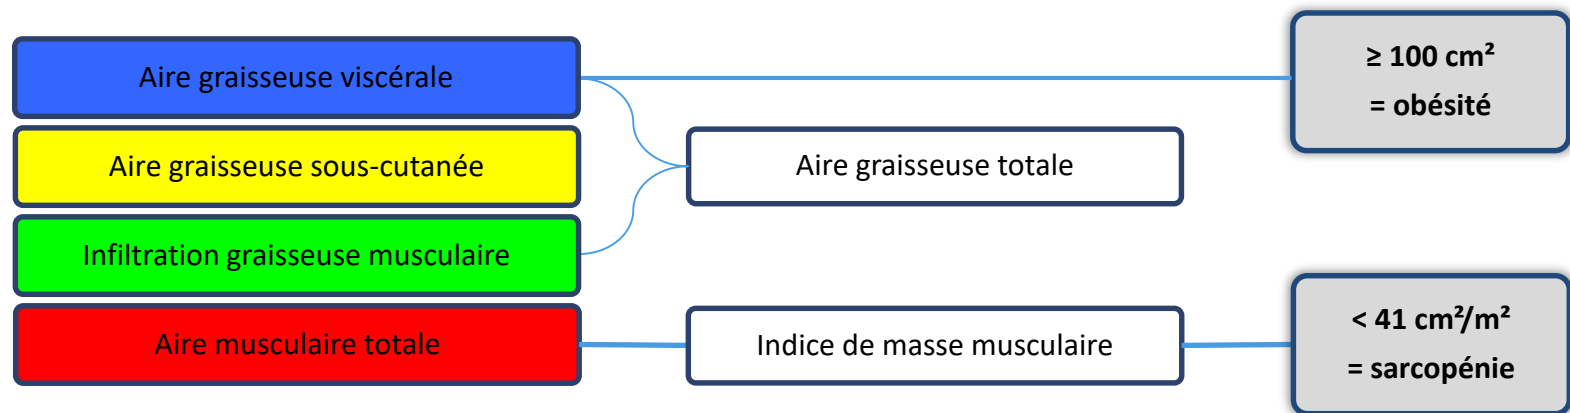 Aire graisseuse viscérale
≥ 100 cm²
= obésité
Aire graisseuse sous-cutanée
Aire graisseuse totale
Infiltration graisseuse musculaire
Aire musculaire totale
Indice de masse musculaire
< 41 cm²/m²
= sarcopénie